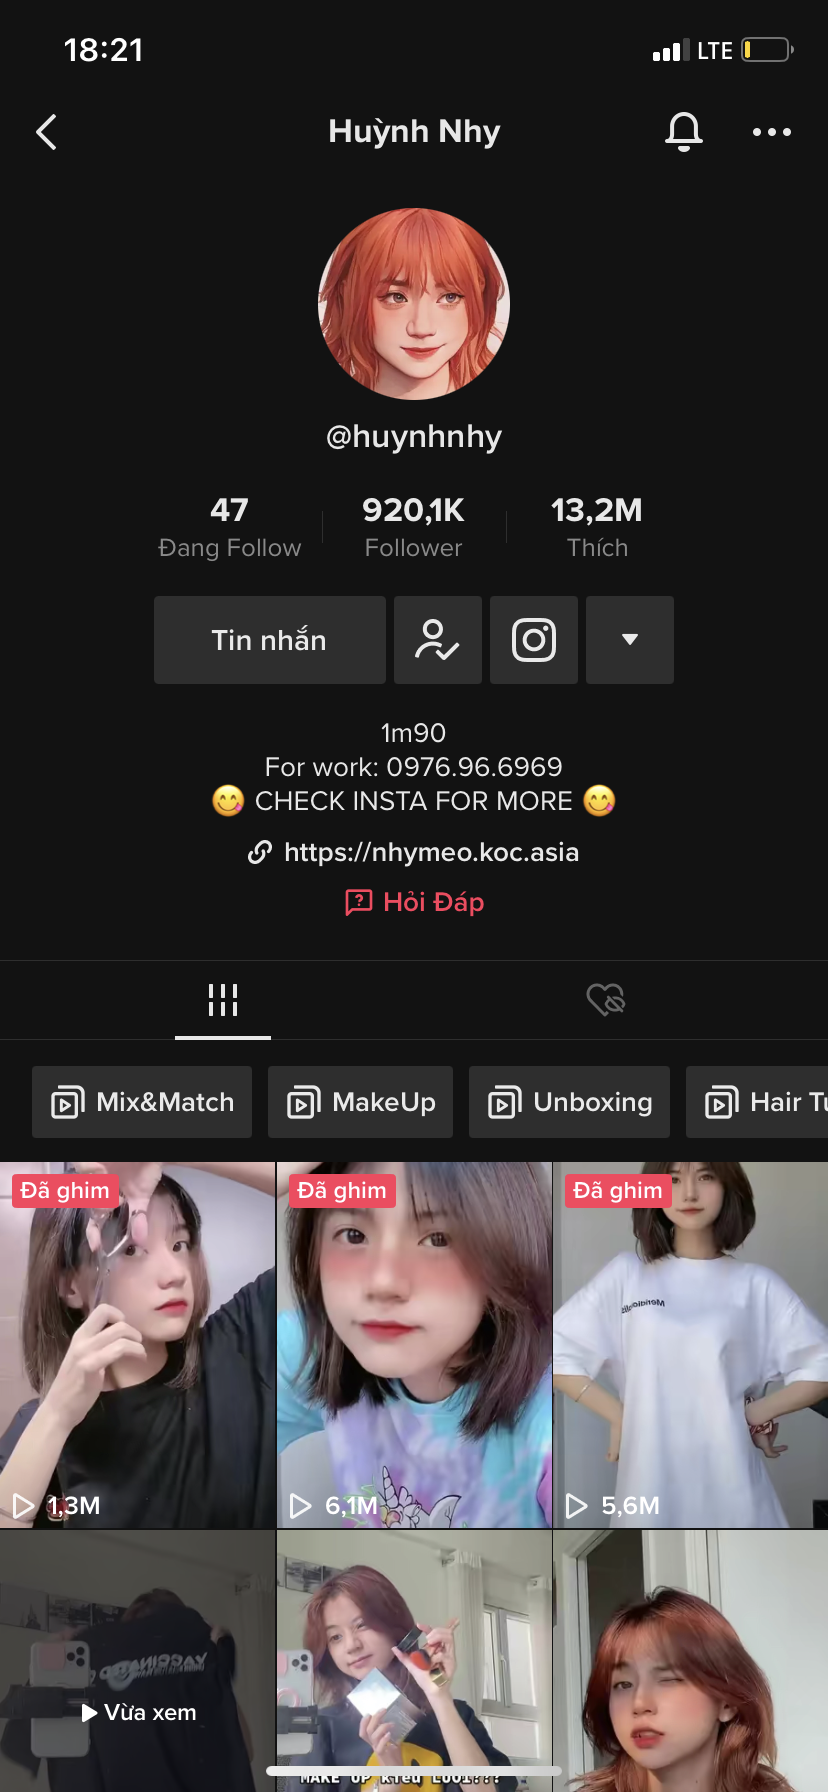 18:21
LTE
Huỳnh Nhy
@huynhnhy
47 920,1K 13,2M
Đang Follow Follower Thích
Tin nhắn
1m90
For work: 0976.96.6969
😋 CHECK INSTA FOR MORE 😋
https://nhymeo.koc.asia
Hỏi Đáp
Mix&Match MakeUp Unboxing Hair
Đã ghim Đã ghim Đã ghim
1,3M 6,1M 5,6M
Vừa xem
MAKE UP kiểu LƯỜI???